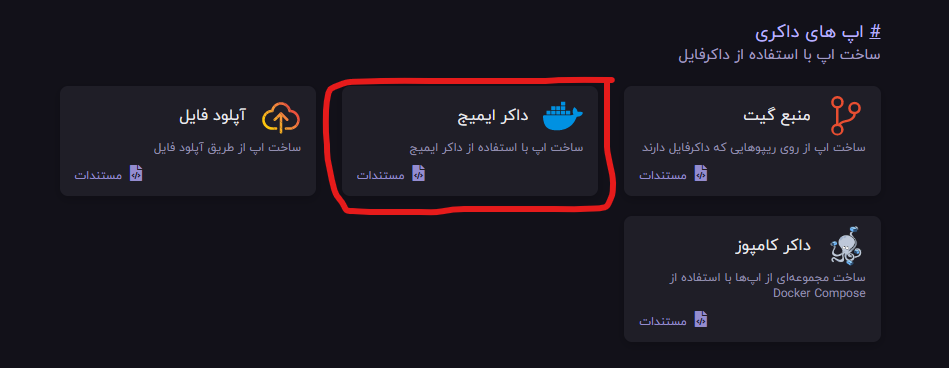 # اپ های داکری
ساخت اپ با استفاده از داکرفایل
منبع گیت
ساخت اپ از روی ریپوهایی که داکرفایل دارند
مستندات
داکر ایمیج
ساخت اپ با استفاده از داکر ایمیج
مستندات
آپلود فایل
ساخت اپ از طریق آپلود فایل
مستندات
داکر کامپوز
ساخت مجموعه‌ای از اپ‌ها با استفاده از
Docker Compose
مستندات